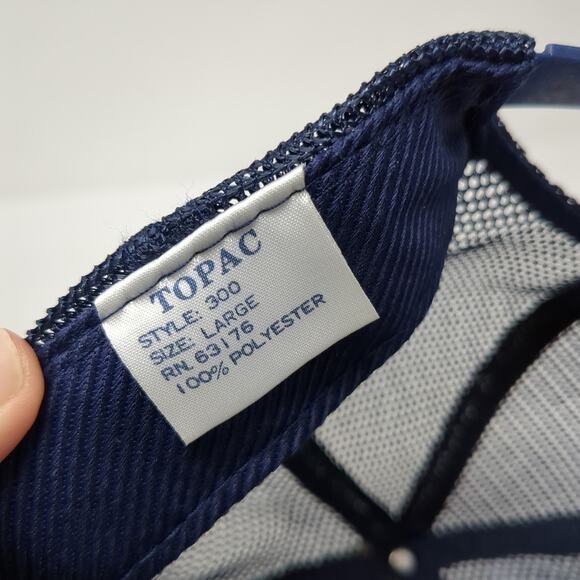 TOPAC
STYLE: 300
SIZE: LARGE
RN. 63176
100% POLYESTER